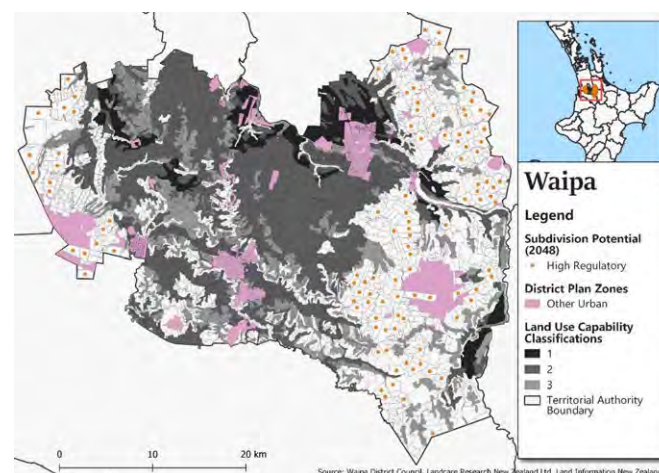 Waipa
Legend
Subdivision Potential
(2048)
High Regulatory
District Plan Zones
Other Urban
Land Use Capability
Classifications
1
2
3
Territorial Authority
Boundary
0 10 20 km
Source: Waipa District Council, Landcare Research New Zealand Ltd, Land Information New Zealand